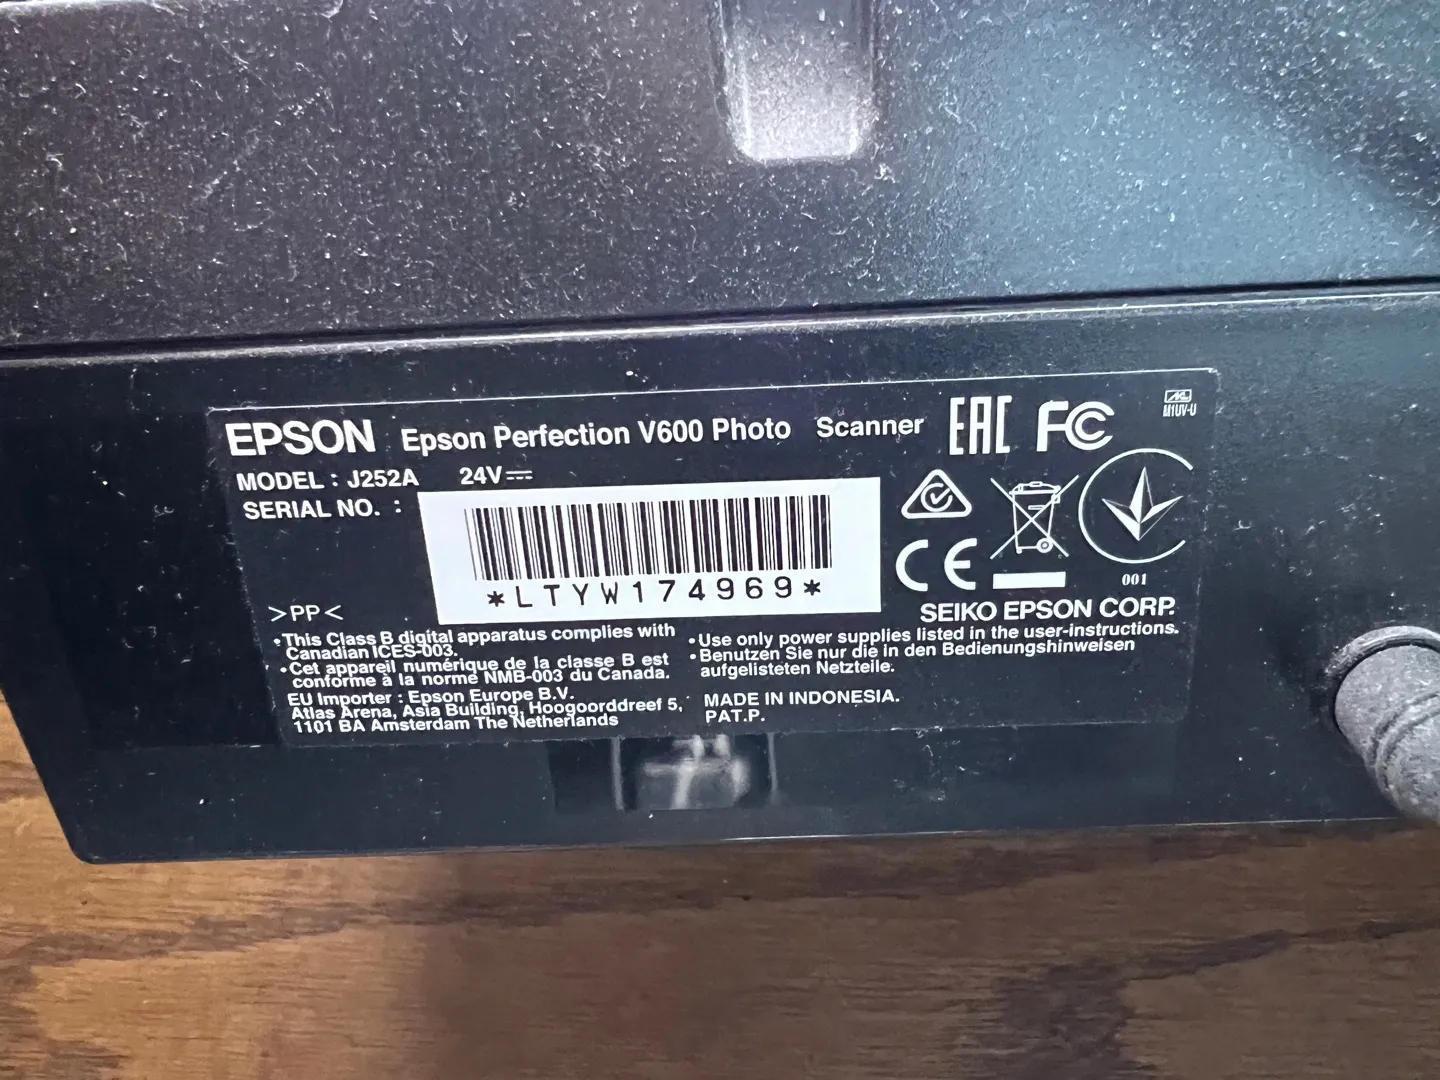 EPSON Epson Perfection V600 Photo Scanner EAC FC
M1UV-U
MODEL : J252A 24V
SERIAL NO. :
*LTYW174969*
CE
001
>PP<
SEIKO EPSON CORP.
•This Class B digital apparatus complies with
Canadian ICES-003.
•Cet appareil numérique de la classe B est
conforme à la norme NMB-003 du Canada.
EU Importer : Epson Europe B.V.
Atlas Arena, Asia Building, Hoogoorddreef 5,
1101 BA Amsterdam The Netherlands
•Use only power supplies listed in the user-instructions.
•Benutzen Sie nur die in den Bedienungshinweisen
aufgelisteten Netzteile.
MADE IN INDONESIA.
PAT.P.